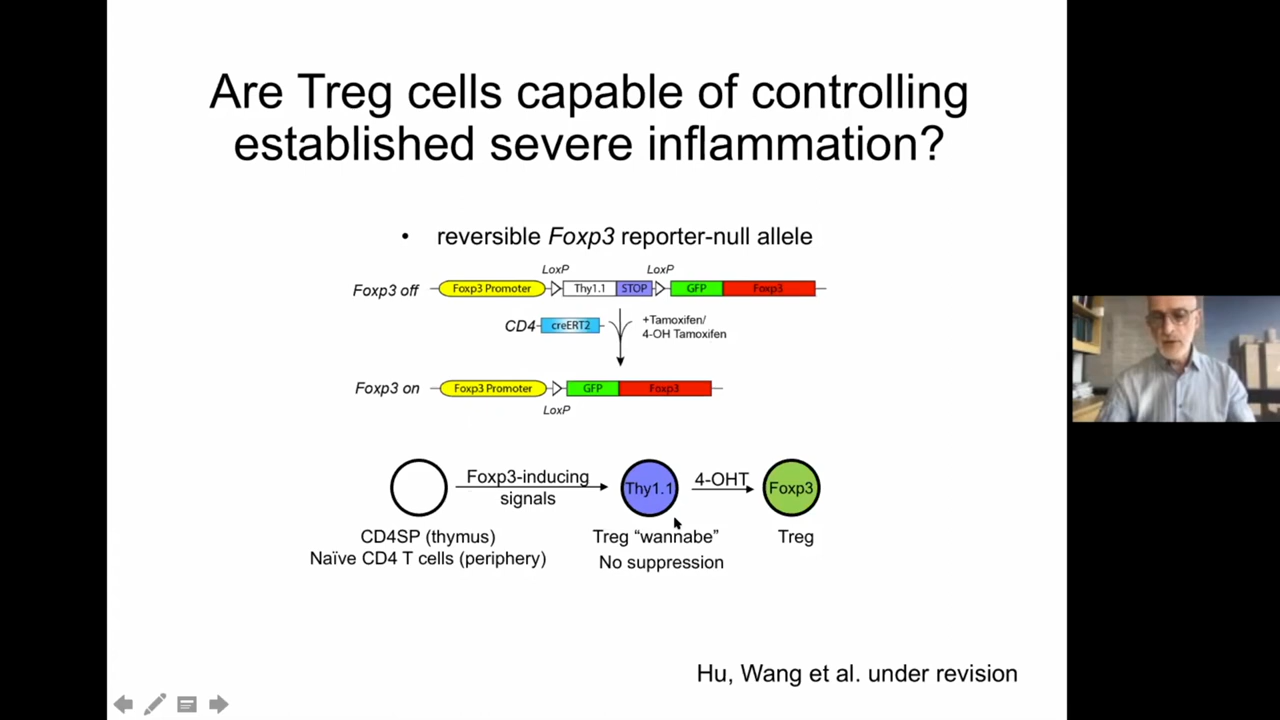 Are Treg cells capable of controlling
established severe inflammation?
• reversible Foxp3 reporter-null allele
LoxP LoxP
Foxp3 off Foxp3 Promoter Thy1.1 STOP GFP Foxp3
CD4 creERT2 +Tamoxifen/
4-OH Tamoxifen
Foxp3 on Foxp3 Promoter GFP Foxp3
LoxP
Foxp3-inducing
signals
Thy1.1 4-OHT Foxp3
CD4SP (thymus) Treg “wannabe” Treg
Naïve CD4 T cells (periphery) No suppression
Hu, Wang et al. under revision